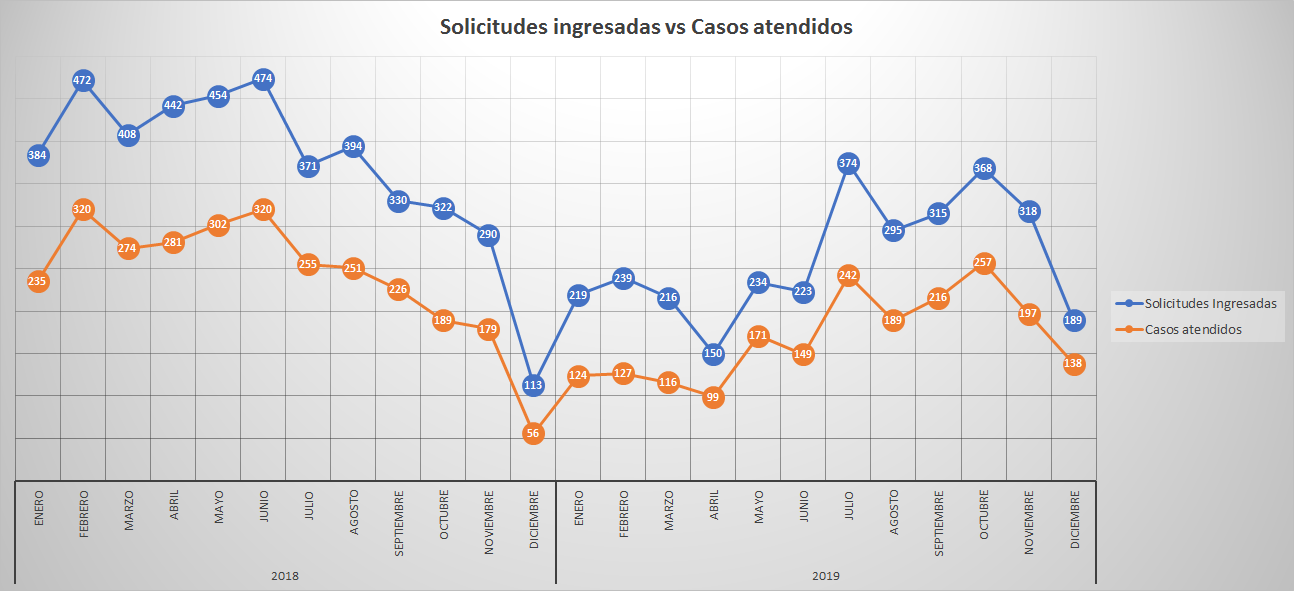 Solicitudes ingresadas vs Casos atendidos
384 472 408 442 454 474 371 394 330 322 290 113 219 239 216 150 234 223 374 295 315 368 318 189
235 320 274 281 302 320 255 251 226 189 179 56 124 127 116 99 171 149 242 189 216 257 197 138
Solicitudes Ingresadas
Casos atendidos
ENERO FEBRERO MARZO ABRIL MAYO JUNIO JULIO AGOSTO SEPTIEMBRE OCTUBRE NOVIEMBRE DICIEMBRE ENERO FEBRERO MARZO ABRIL MAYO JUNIO JULIO AGOSTO SEPTIEMBRE OCTUBRE NOVIEMBRE DICIEMBRE
2018 2019